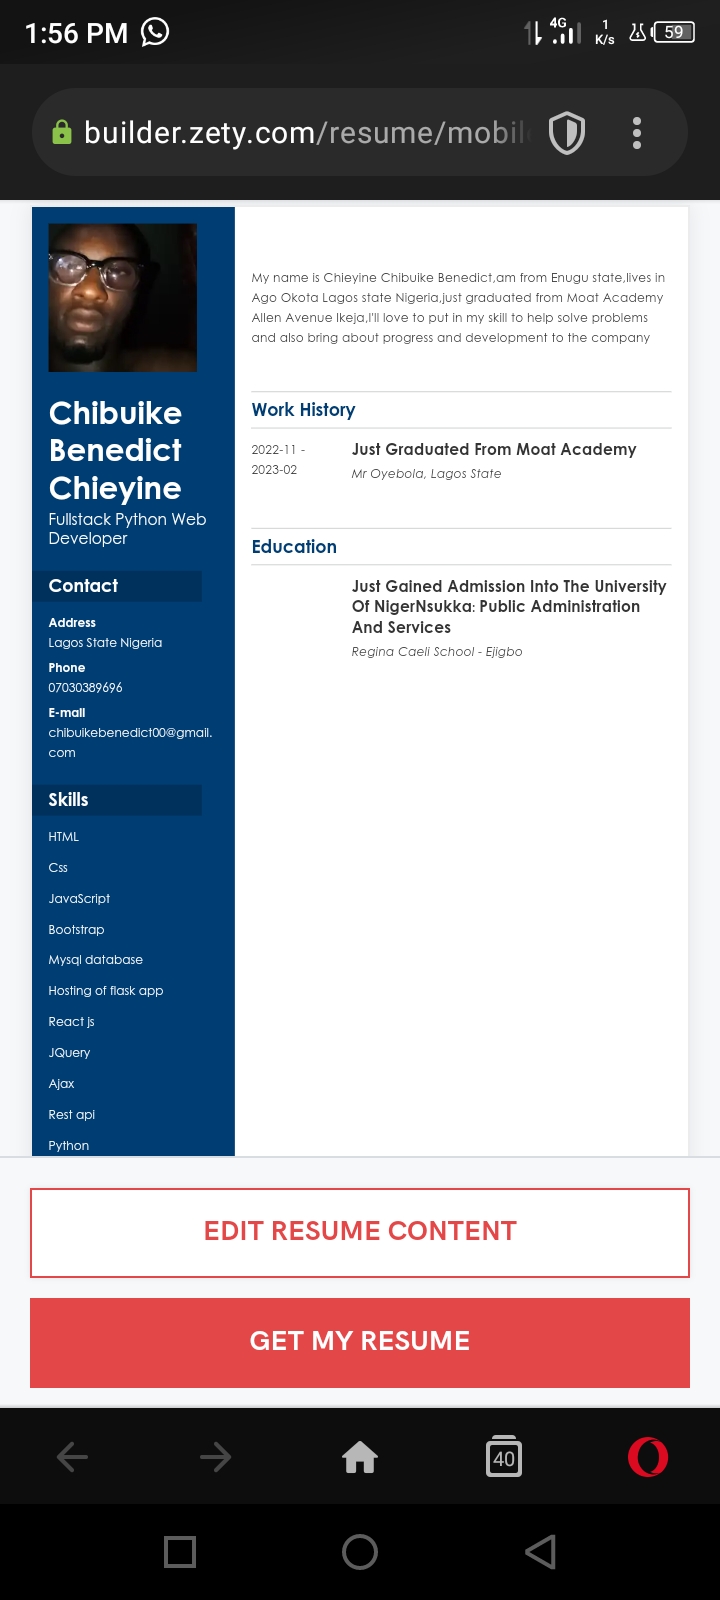 1:56 PM
4G
1
K/s
59
builder.zety.com/resume/mobil
My name is Chieyine Chibuike Benedict,am from Enugu state,lives in
Ago Okota Lagos state Nigeria,just graduated from Moat Academy
Allen Avenue Ikeja,I'll love to put in my skill to help solve problems
and also bring about progress and development to the company
Chibuike
Benedict
Chieyine
Fullstack Python Web
Developer
Contact
Address
Lagos State Nigeria
Phone
07030389696
E-mail
chibuikebenedict00@gmail.
com
Skills
HTML
Css
JavaScript
Bootstrap
Mysql database
Hosting of flask app
React js
JQuery
Ajax
Rest api
Python
Work History
2022-11 -
2023-02
Just Graduated From Moat Academy
Mr Oyebola, Lagos State
Education
Just Gained Admission Into The University
Of NigerNsukka: Public Administration
And Services
Regina Caeli School - Ejigbo
EDIT RESUME CONTENT
GET MY RESUME
40